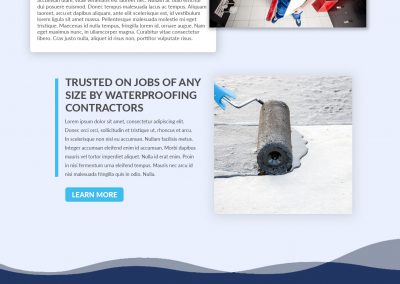 dui posuere euismod. Donec tempus malesuada lacus ac tempus. Aliquam
laoreet, arcu et dapibus aliquam, ante elit scelerisque est, id vestibulum
lorem ligula sit amet massa. Pellentesque malesuada molestie mi eget
tristique. Maecenas id nulla tempus, fringilla lorem id, ornare augue. Nam
eget maximus nunc, in ullamcorper magna. Curabitur vitae consectetur
libero. Cras justo nulla, aliquet id risus non, porttitor vulputate risus.
TRUSTED ON JOBS OF ANY
SIZE BY WATERPROOFING
CONTRACTORS
Lorem ipsum dolor sit amet, consectetur adipiscing elit.
Donec orci orci, sollicitudin et tristique ut, rhoncus et arcu.
In scelerisque non nisi eu accumsan. Nullam facilisis metus.
Integer accumsan eleifend enim id accumsan. Morbi dapibus
mauris vel tortor imperdiet aliquet. Nulla id erat enim. Proin
in nisi fermentum urna eleifend tempus. Mauris nec arcu id
nisi malesuada fringilla quis in odio. Nulla.
LEARN MORE